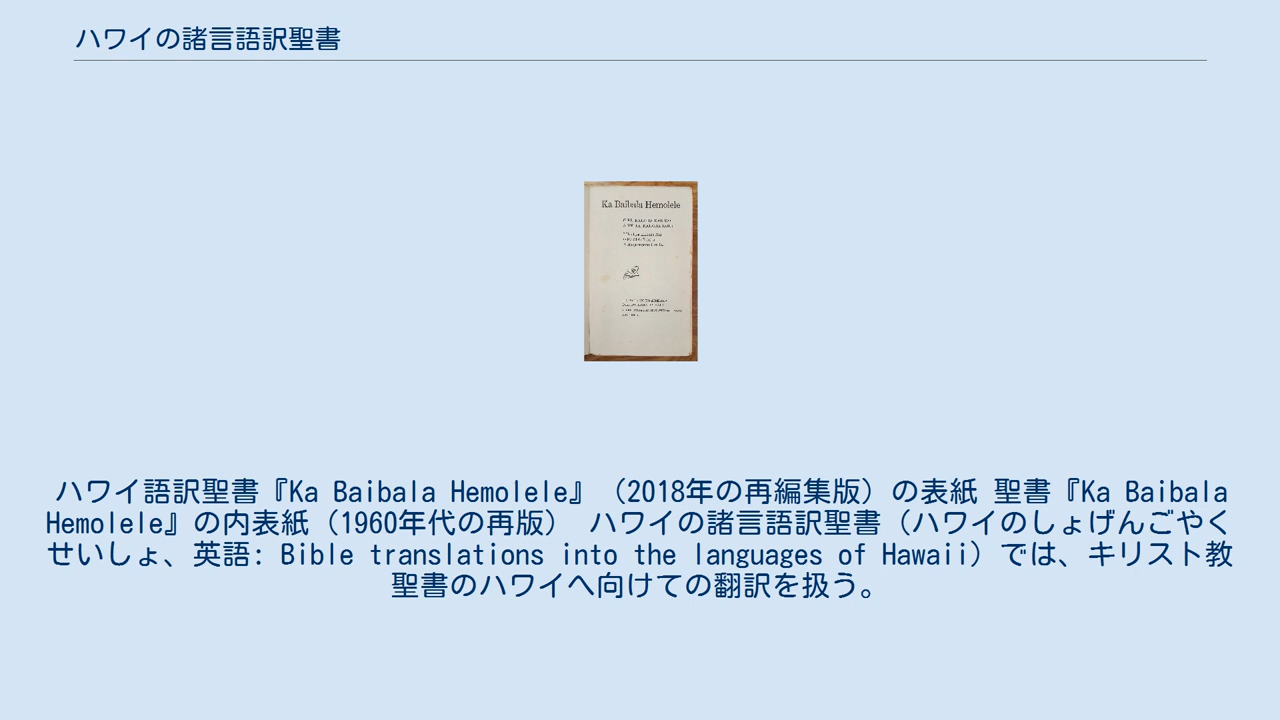 ハワイの諸言語訳聖書
Ka Baibala Hemolele
ハワイ語訳聖書『Ka Baibala Hemolele』（2018年の再編集版）の表紙 聖書『Ka Baibala
Hemolele』の内表紙（1960年代の再版） ハワイの諸言語訳聖書（ハワイのしょげんごやく
せいしょ、英語: Bible translations into the languages of Hawaii）では、キリスト教
聖書のハワイへ向けての翻訳を扱う。